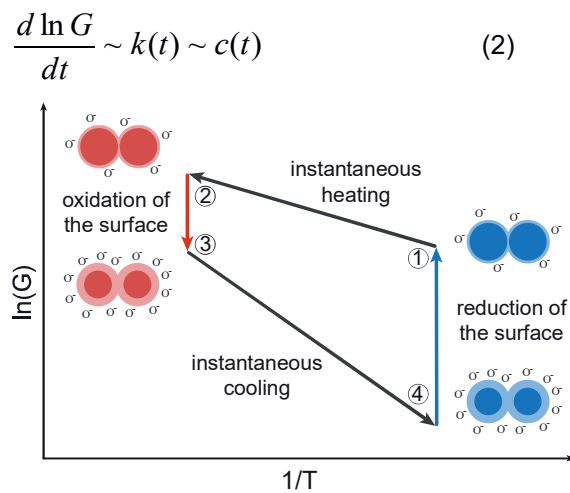 d ln G
dt
~ k(t) ~ c(t)
(2)
σ⁻ σ⁻ σ⁻ σ⁻ σ⁻
instantaneous
heating
②
oxidation of
the surface
③
①
σ⁻ σ⁻ σ⁻ σ⁻ σ⁻
σ⁻ σ⁻ σ⁻ σ⁻ σ⁻ σ⁻ σ⁻ σ⁻ σ⁻ σ⁻ σ⁻ σ⁻
ln(G)
reduction of
the surface
instantaneous
cooling
④
σ⁻ σ⁻ σ⁻ σ⁻ σ⁻ σ⁻ σ⁻ σ⁻ σ⁻ σ⁻ σ⁻ σ⁻
1/T